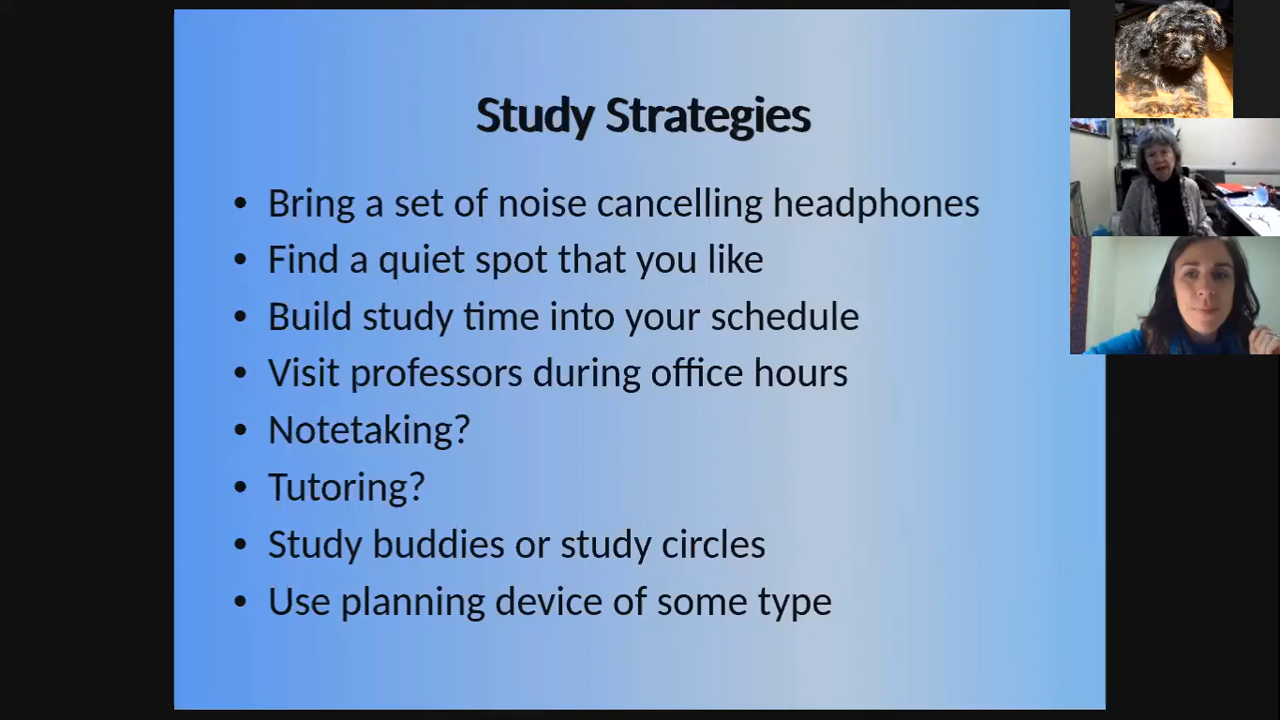 Study Strategies
• Bring a set of noise cancelling headphones
• Find a quiet spot that you like
• Build study time into your schedule
• Visit professors during office hours
• Notetaking?
• Tutoring?
• Study buddies or study circles
• Use planning device of some type